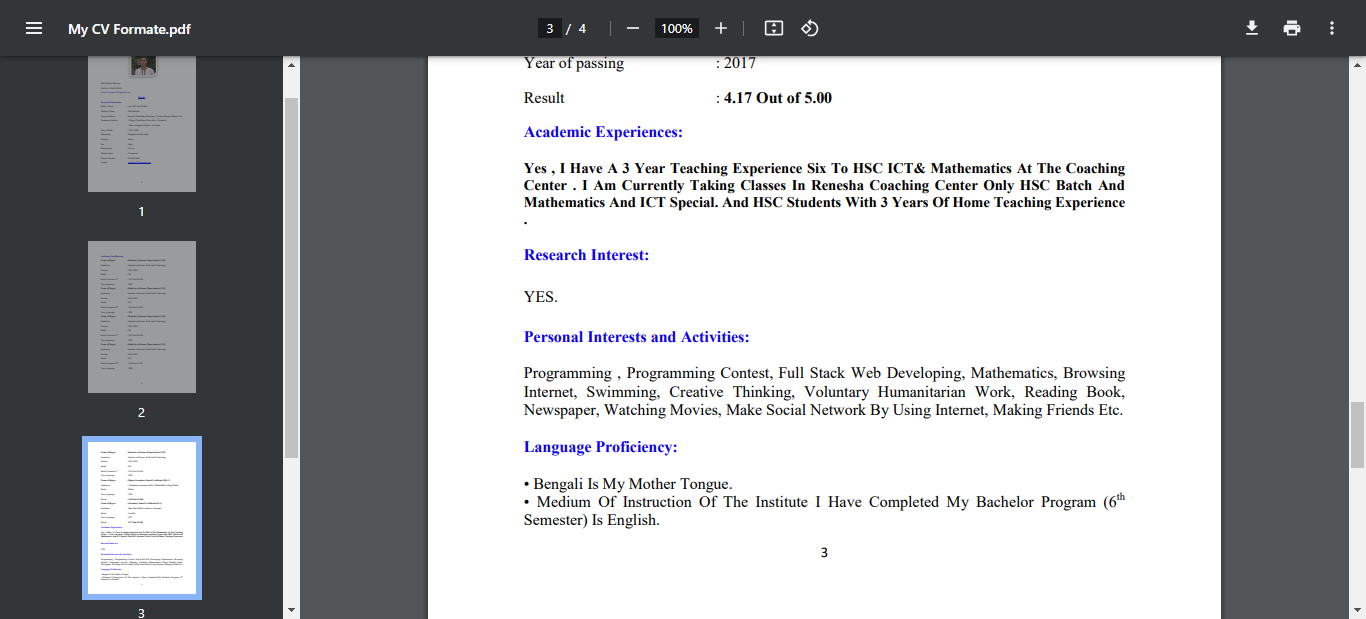 My CV Formate.pdf
3 / 4
100%
1
2
3
Year of passing : 2017
Result : 4.17 Out of 5.00
Academic Experiences:
Yes , I Have A 3 Year Teaching Experience Six To HSC ICT& Mathematics At The Coaching
Center . I Am Currently Taking Classes In Renesha Coaching Center Only HSC Batch And
Mathematics And ICT Special. And HSC Students With 3 Years Of Home Teaching Experience
.
Research Interest:
YES.
Personal Interests and Activities:
Programming , Programming Contest, Full Stack Web Developing, Mathematics, Browsing
Internet, Swimming, Creative Thinking, Voluntary Humanitarian Work, Reading Book,
Newspaper, Watching Movies, Make Social Network By Using Internet, Making Friends Etc.
Language Proficiency:
• Bengali Is My Mother Tongue.
• Medium Of Instruction Of The Institute I Have Completed My Bachelor Program (6th
Semester) Is English.
3